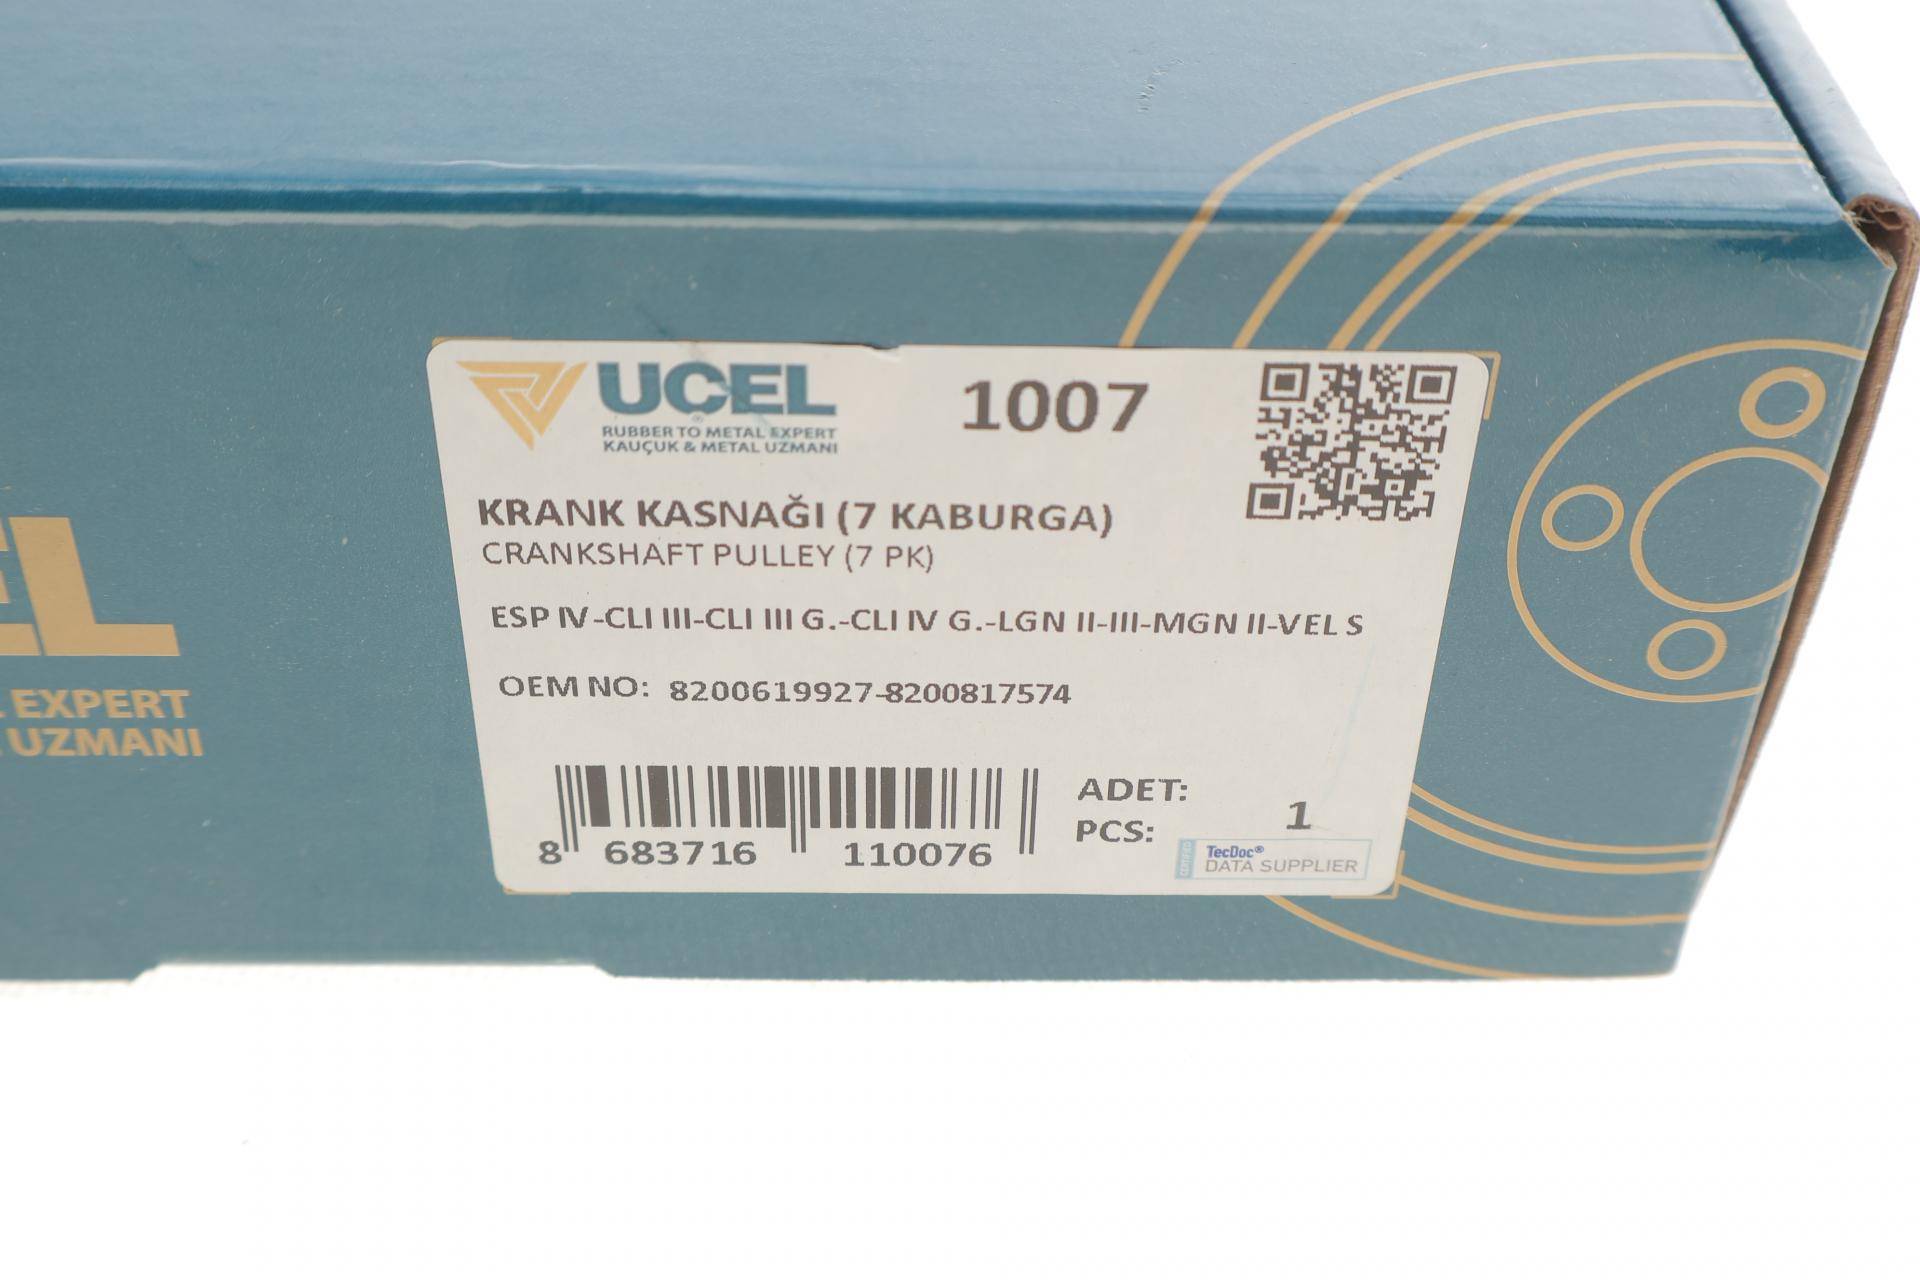 UCEL
®
RUBBER TO METAL EXPERT
KAUÇUK & METAL UZMANI
1007
KRANK KASNAĞI (7 KABURGA)
CRANKSHAFT PULLEY (7 PK)
ESP IV-CLI III-CLI III G.-CLI IV G.-LGN II-III-MGN II-VEL S
OEM NO: 8200619927-8200817574
8 683716 110076
ADET:
PCS: 1
CERTIFIED
TecDoc®
DATA SUPPLIER
EL
L EXPERT
UZMANI